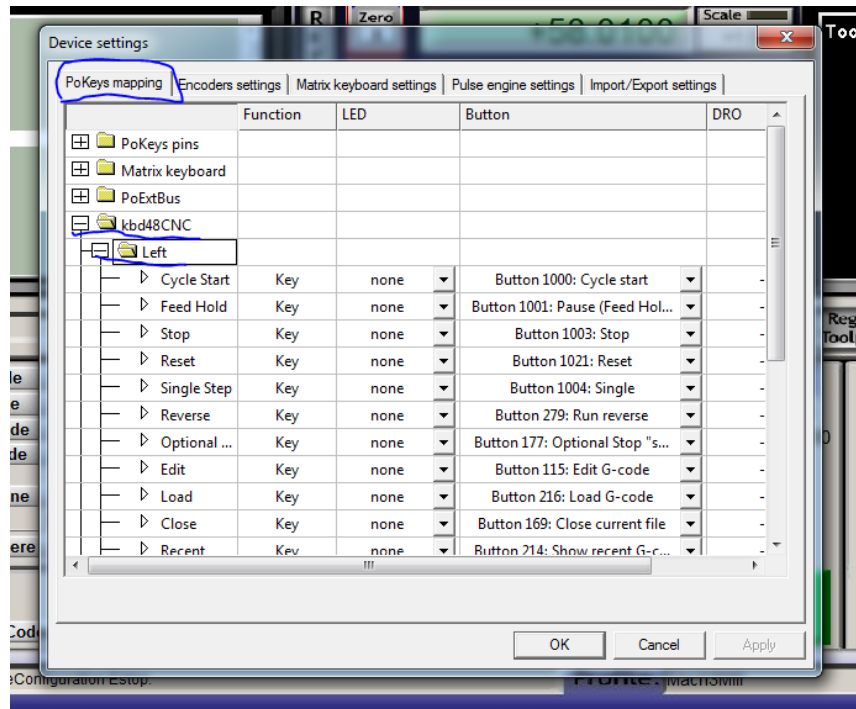 R Zero Scale
+58.0100
Device settings
PoKeys mapping Encoders settings Matrix keyboard settings Pulse engine settings Import/Export settings
Function LED Button DRO
PoKeys pins
Matrix keyboard
PoExtBus
kbd48CNC
Left
Cycle Start Key none Button 1000: Cycle start -
Feed Hold Key none Button 1001: Pause (Feed Hol... -
Stop Key none Button 1003: Stop -
Reset Key none Button 1021: Reset -
Single Step Key none Button 1004: Single -
Reverse Key none Button 279: Run reverse -
Optional ... Key none Button 177: Optional Stop "s... -
Edit Key none Button 115: Edit G-code -
Load Key none Button 216: Load G-code -
Close Key none Button 169: Close current file -
Recent Key none Button 214: Show recent G-c... -
OK Cancel Apply